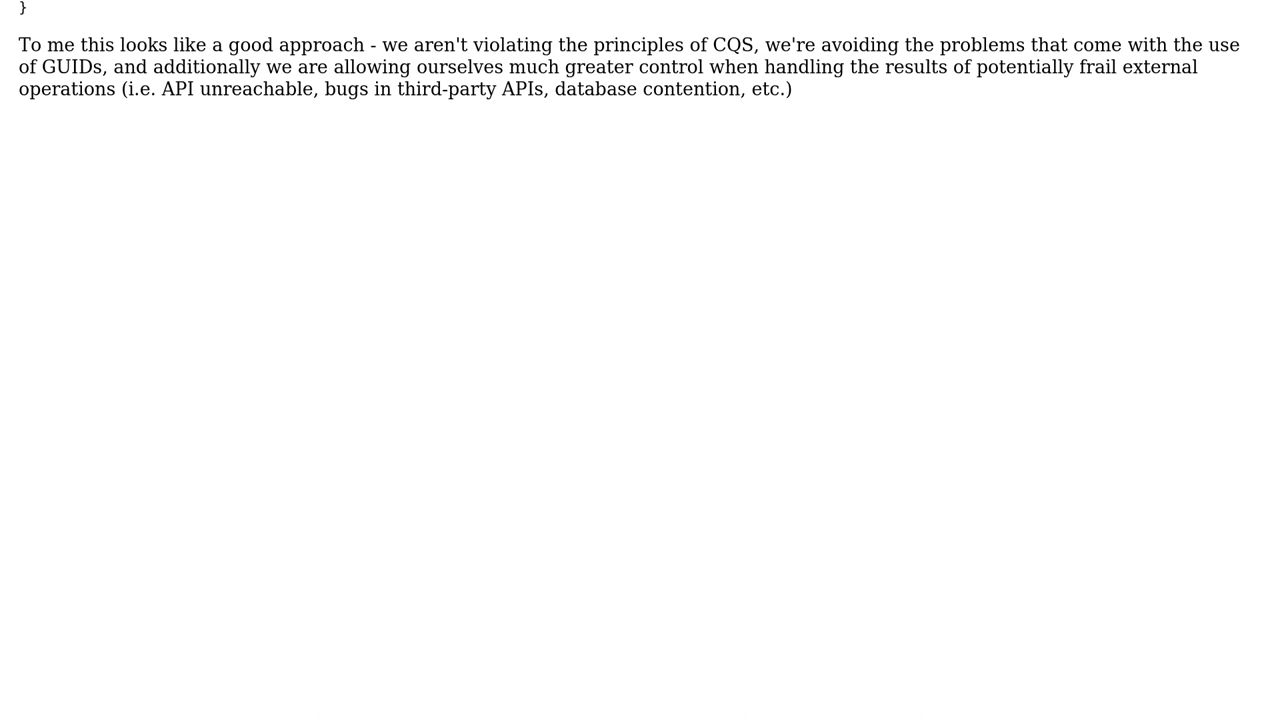 }
To me this looks like a good approach - we aren't violating the principles of CQS, we're avoiding the problems that come with the use
of GUIDs, and additionally we are allowing ourselves much greater control when handling the results of potentially frail external
operations (i.e. API unreachable, bugs in third-party APIs, database contention, etc.)